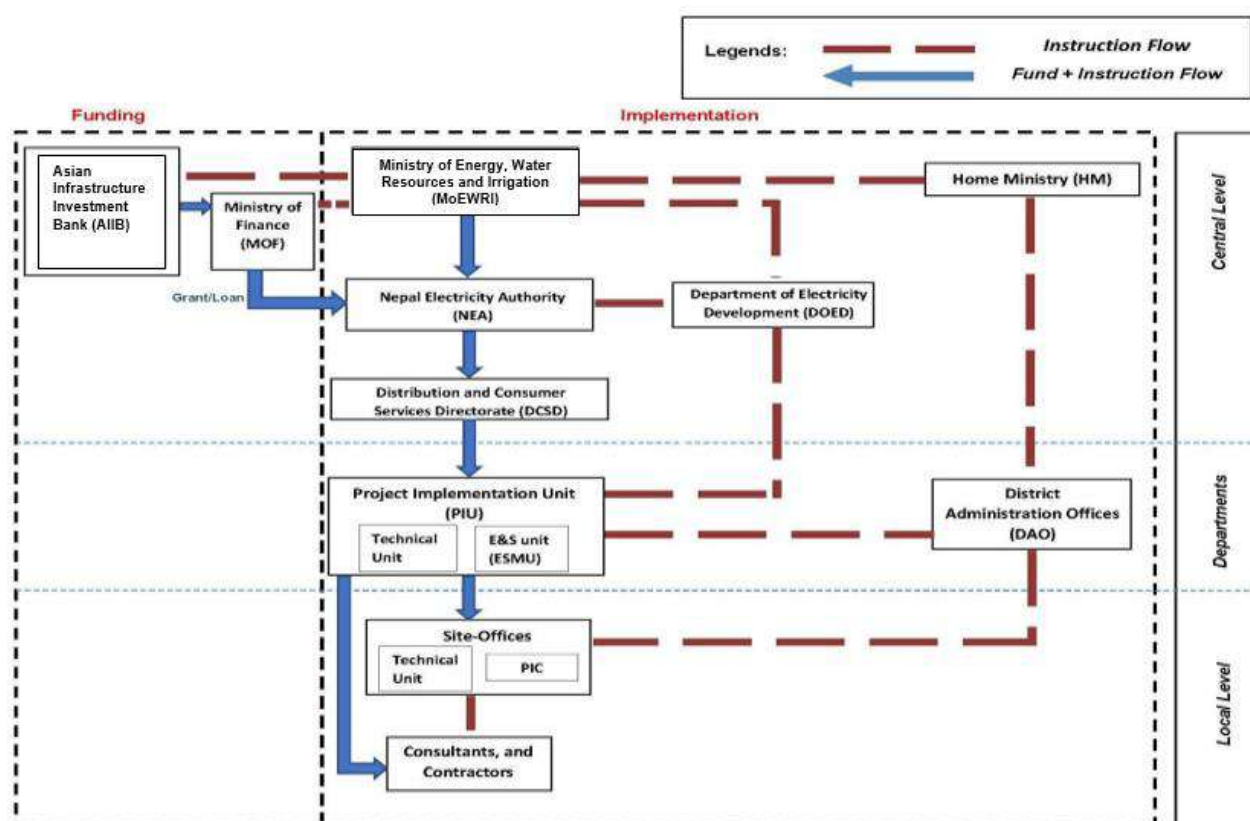 Legends:
Instruction Flow
Fund + Instruction Flow
Funding
Implementation
Asian
Infrastructure
Investment
Bank (AIIB)
Ministry of
Finance
(MOF)
Grant/Loan
Ministry of Energy, Water
Resources and Irrigation
(MoEWRI)
Home Ministry (HM)
Central Level
Nepal Electricity Authority
(NEA)
Department of Electricity
Development (DOED)
Distribution and Consumer
Services Directorate (DCSD)
Project Implementation Unit
(PIU)
Technical
Unit
E&S unit
(ESMU)
District
Administration Offices
(DAO)
Departments
Site-Offices
Technical
Unit
PIC
Consultants, and
Contractors
Local Level